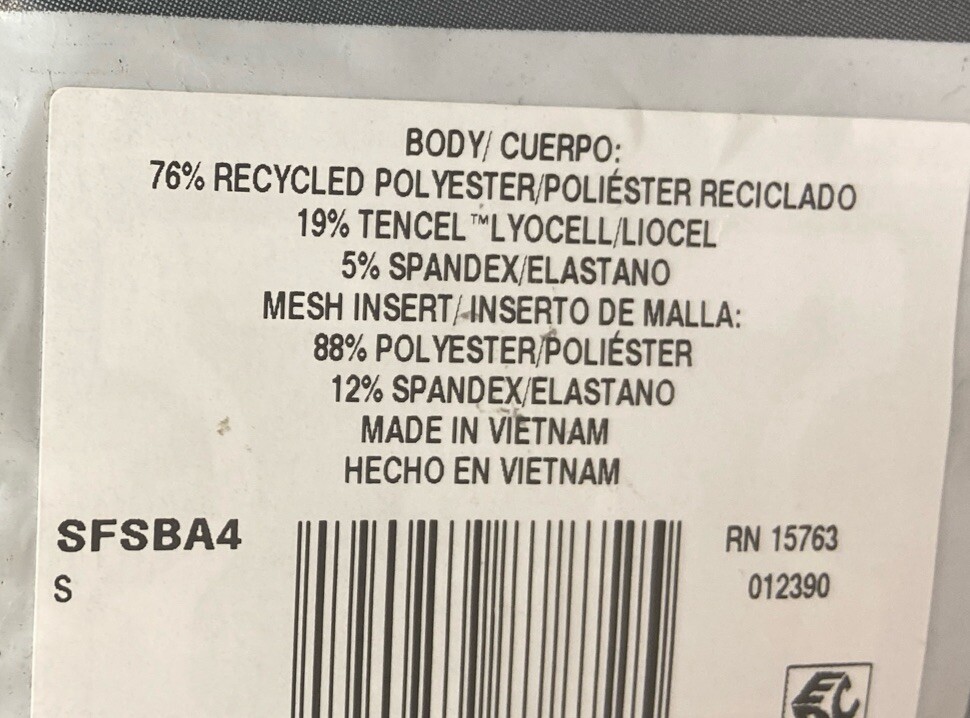 BODY/ CUERPO:
76% RECYCLED POLYESTER/POLIÉSTER RECICLADO
19% TENCEL™LYOCELL/LIOCEL
5% SPANDEX/ELASTANO
MESH INSERT/ INSERTO DE MALLA:
88% POLYESTER/POLIÉSTER
12% SPANDEX/ELASTANO
MADE IN VIETNAM
HECHO EN VIETNAM
SFSBA4
RN 15763
S
012390